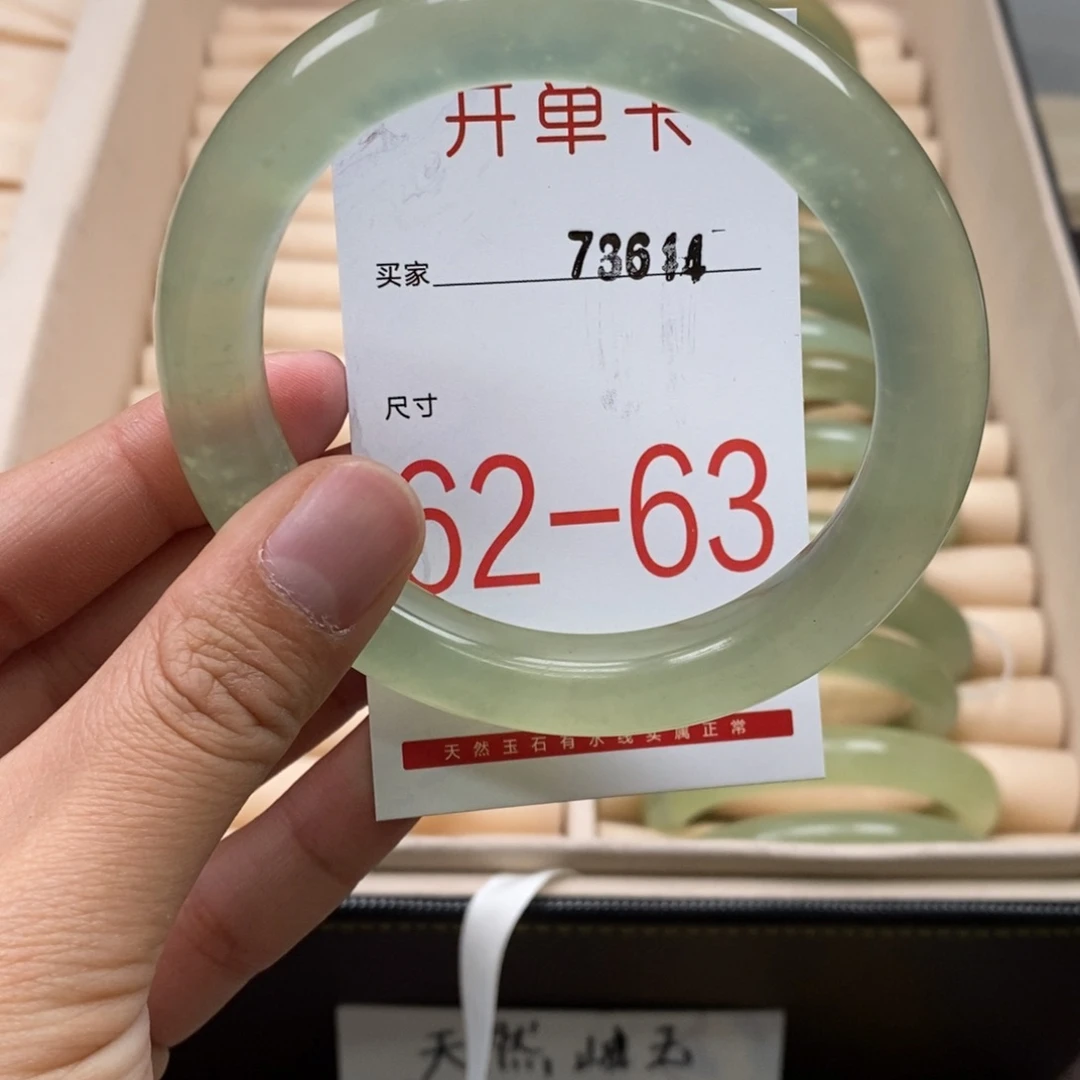 开单卡
买家 73614
尺寸
62-63
天然玉石有水线实属正常
天然岫玉